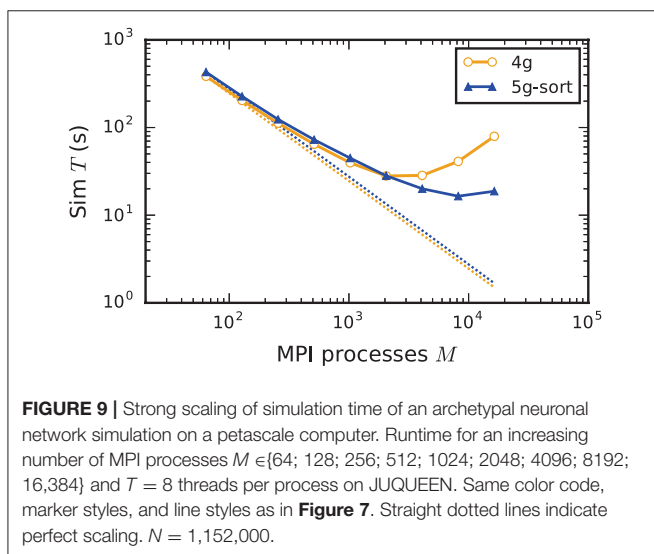 10³
10²
10¹
10⁰
Sim T (s)
4g
5g-sort
10² 10³ 10⁴ 10⁵
MPI processes M
FIGURE 9 | Strong scaling of simulation time of an archetypal neuronal
network simulation on a petascale computer. Runtime for an increasing
number of MPI processes M ∈{64; 128; 256; 512; 1024; 2048; 4096; 8192;
16,384} and T = 8 threads per process on JUQUEEN. Same color code,
marker styles, and line styles as in Figure 7. Straight dotted lines indicate
perfect scaling. N = 1,152,000.